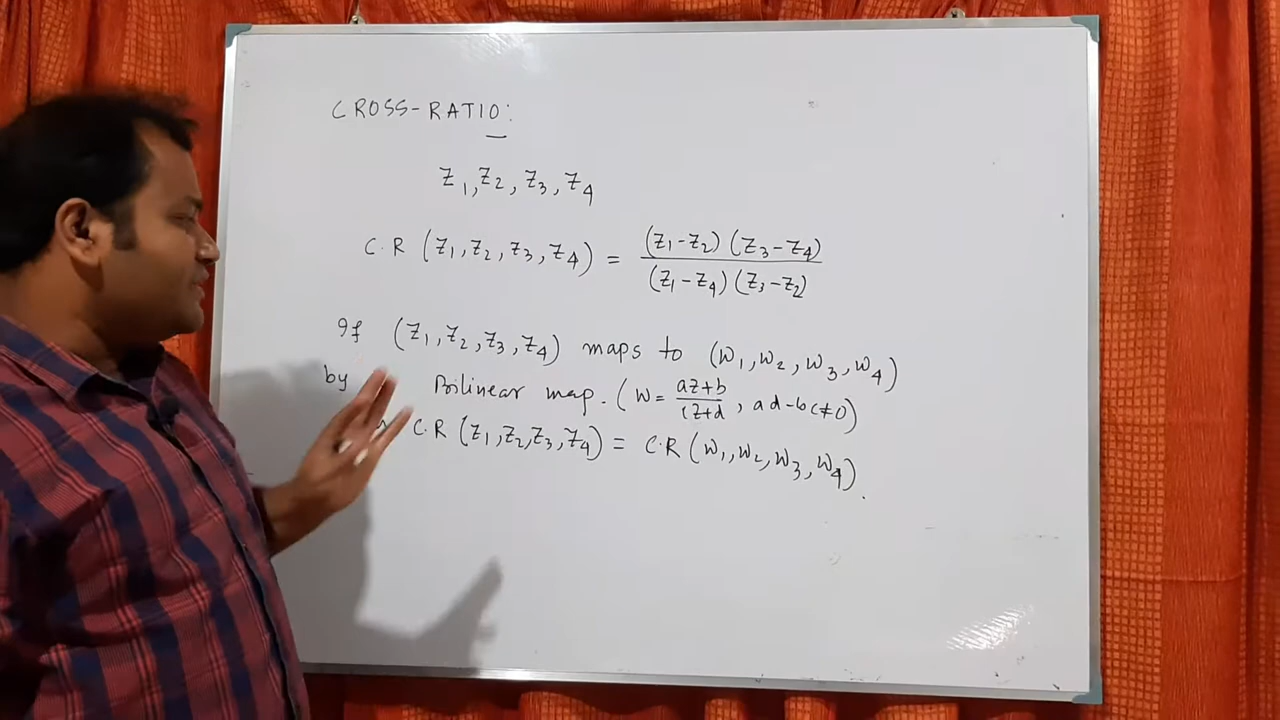 CROSS-RATIO:
Z1, Z2, Z3, Z4
C.R (Z1, Z2, Z3, Z4) = (Z1-Z2) (Z3-Z4) / (Z1-Z4) (Z3-Z2)
If (Z1, Z2, Z3, Z4) maps to (W1, W2, W3, W4)
by Bilinear map. (W = az+b / cz+d, ad-bc≠0)
C.R (Z1, Z2, Z3, Z4) = C.R (W1, W2, W3, W4).